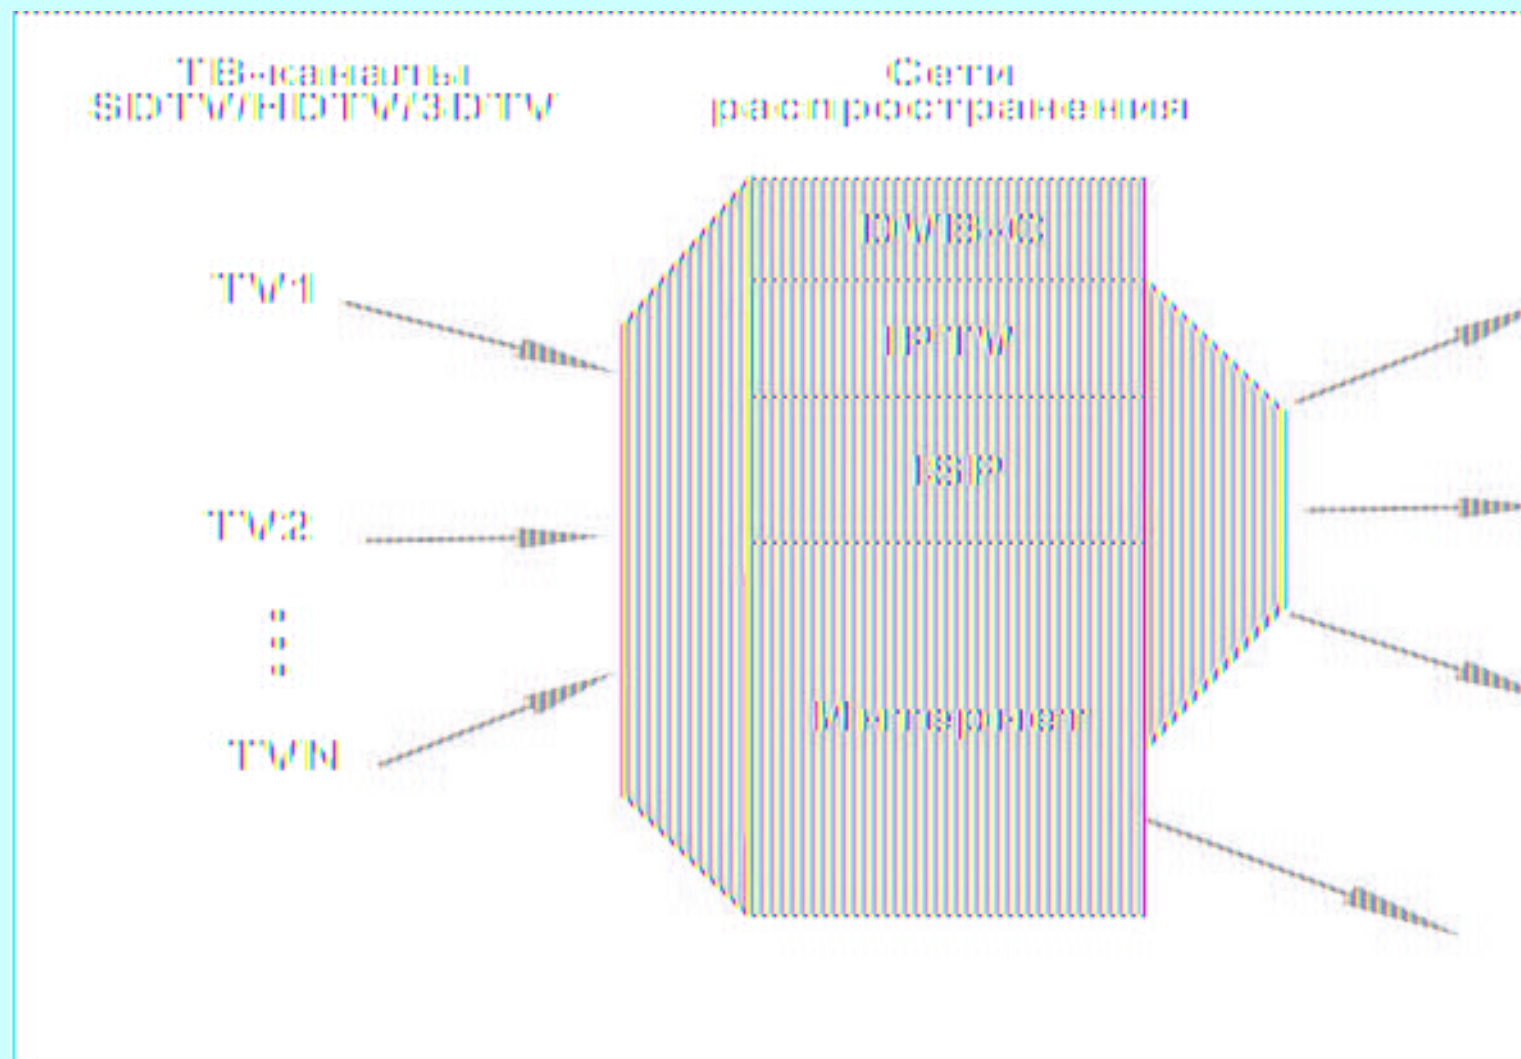 ТВ-каналы
SDTV/HDTV/3DTV
Сети
распространения
DVB-C
TV1
IPTV
ISP
TV2
Интернет
TVN